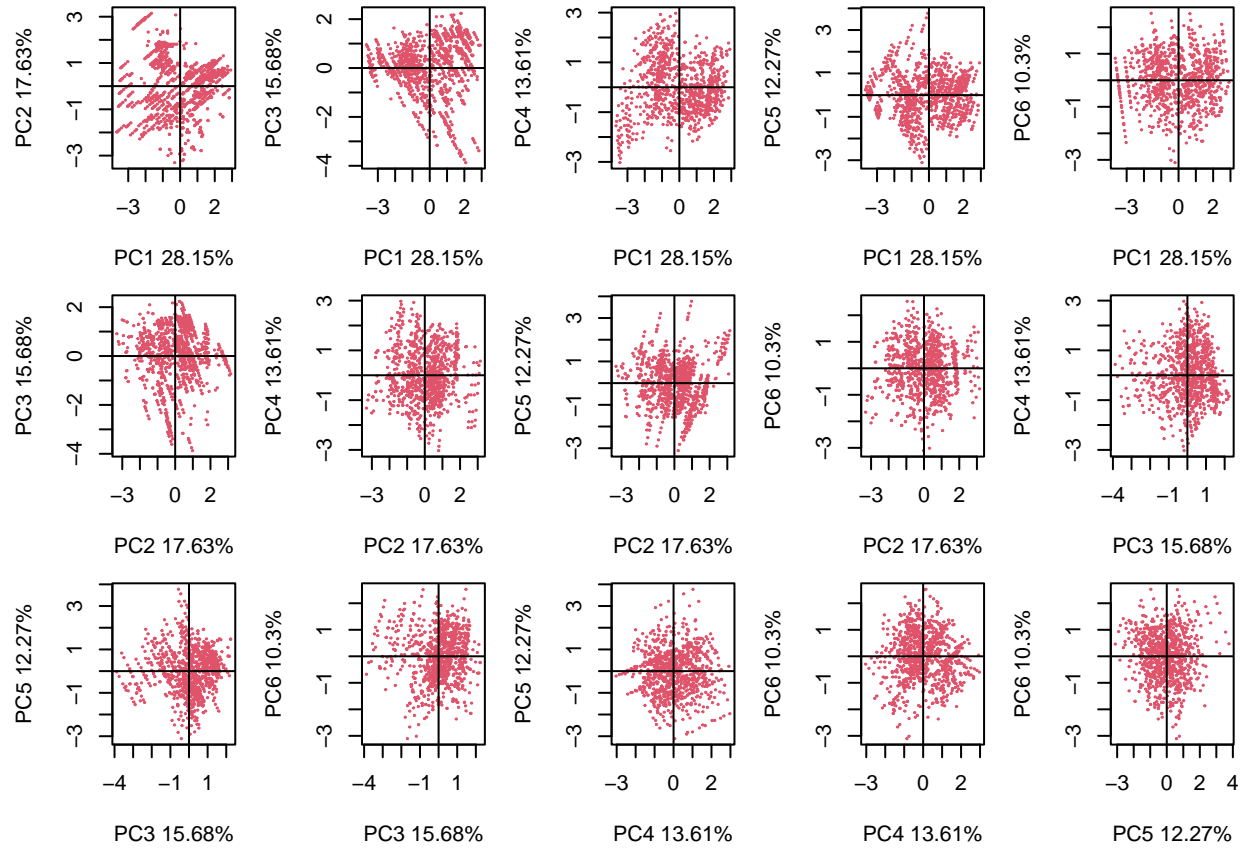 PC2 17.63%
−3 −1 1 3
−3 0 2
PC1 28.15%
PC3 15.68%
−4 −2 0 2
−3 0 2
PC1 28.15%
PC4 13.61%
−3 −1 1 3
−3 0 2
PC1 28.15%
PC5 12.27%
−3 −1 1 3
−3 0 2
PC1 28.15%
PC6 10.3%
−3 −1 1
−3 0 2
PC1 28.15%
PC3 15.68%
−4 −2 0 2
−3 0 2
PC2 17.63%
PC4 13.61%
−3 −1 1 3
−3 0 2
PC2 17.63%
PC5 12.27%
−3 −1 1 3
−3 0 2
PC2 17.63%
PC6 10.3%
−3 −1 1
−3 0 2
PC2 17.63%
PC4 13.61%
−3 −1 1 3
−4 −1 1
PC3 15.68%
PC5 12.27%
−3 −1 1 3
−4 −1 1
PC3 15.68%
PC6 10.3%
−3 −1 1
−4 −1 1
PC3 15.68%
PC5 12.27%
−3 −1 1 3
−3 0 2
PC4 13.61%
PC6 10.3%
−3 −1 1
−3 0 2
PC4 13.61%
PC6 10.3%
−3 −1 1
−3 0 2 4
PC5 12.27%